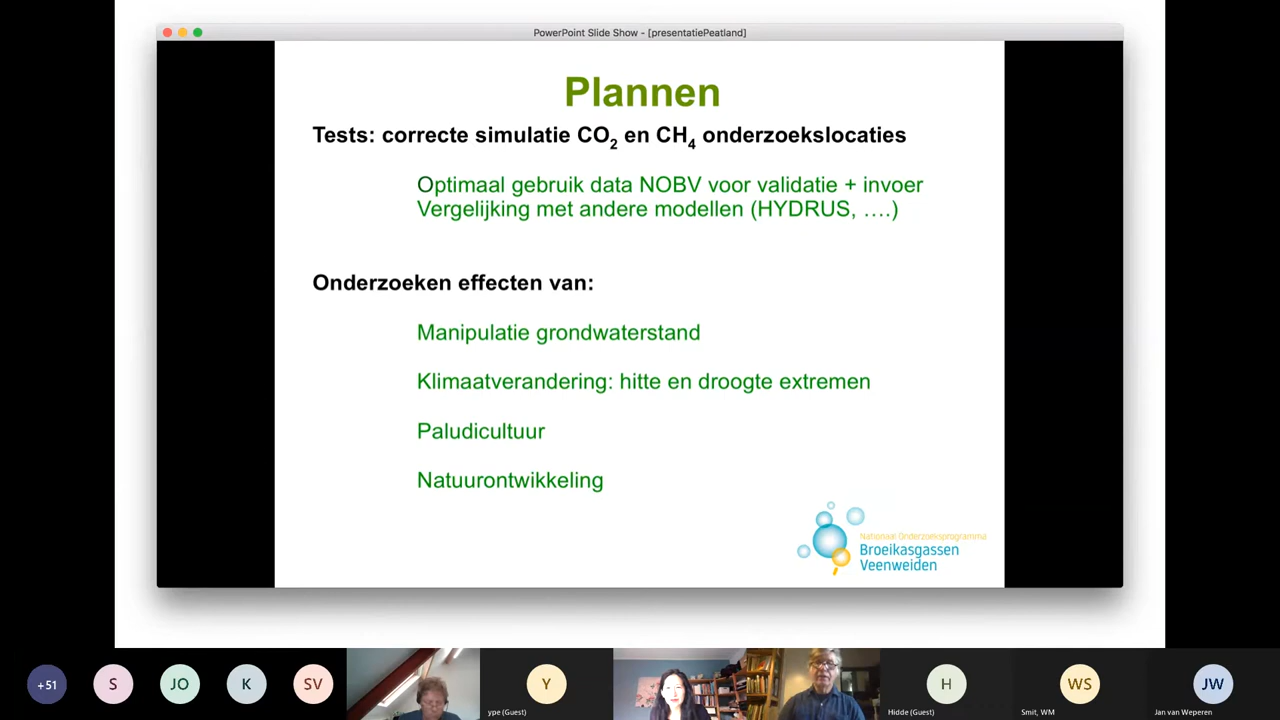 PowerPoint Slide Show - [presentatiePeatland]
Plannen
Tests: correcte simulatie CO2 en CH4 onderzoekslocaties
Optimaal gebruik data NOBV voor validatie + invoer
Vergelijking met andere modellen (HYDRUS, ….)
Onderzoeken effecten van:
Manipulatie grondwaterstand
Klimaatverandering: hitte en droogte extremen
Paludicultuur
Natuurontwikkeling
Nationaal Onderzoeksprogramma
Broeikasgassen
Veenweiden
+51
S
JO
K
SV
Y
H
WS
JW
ype (Guest)
Hidde (Guest)
Smit, WM
Jan van Weperen